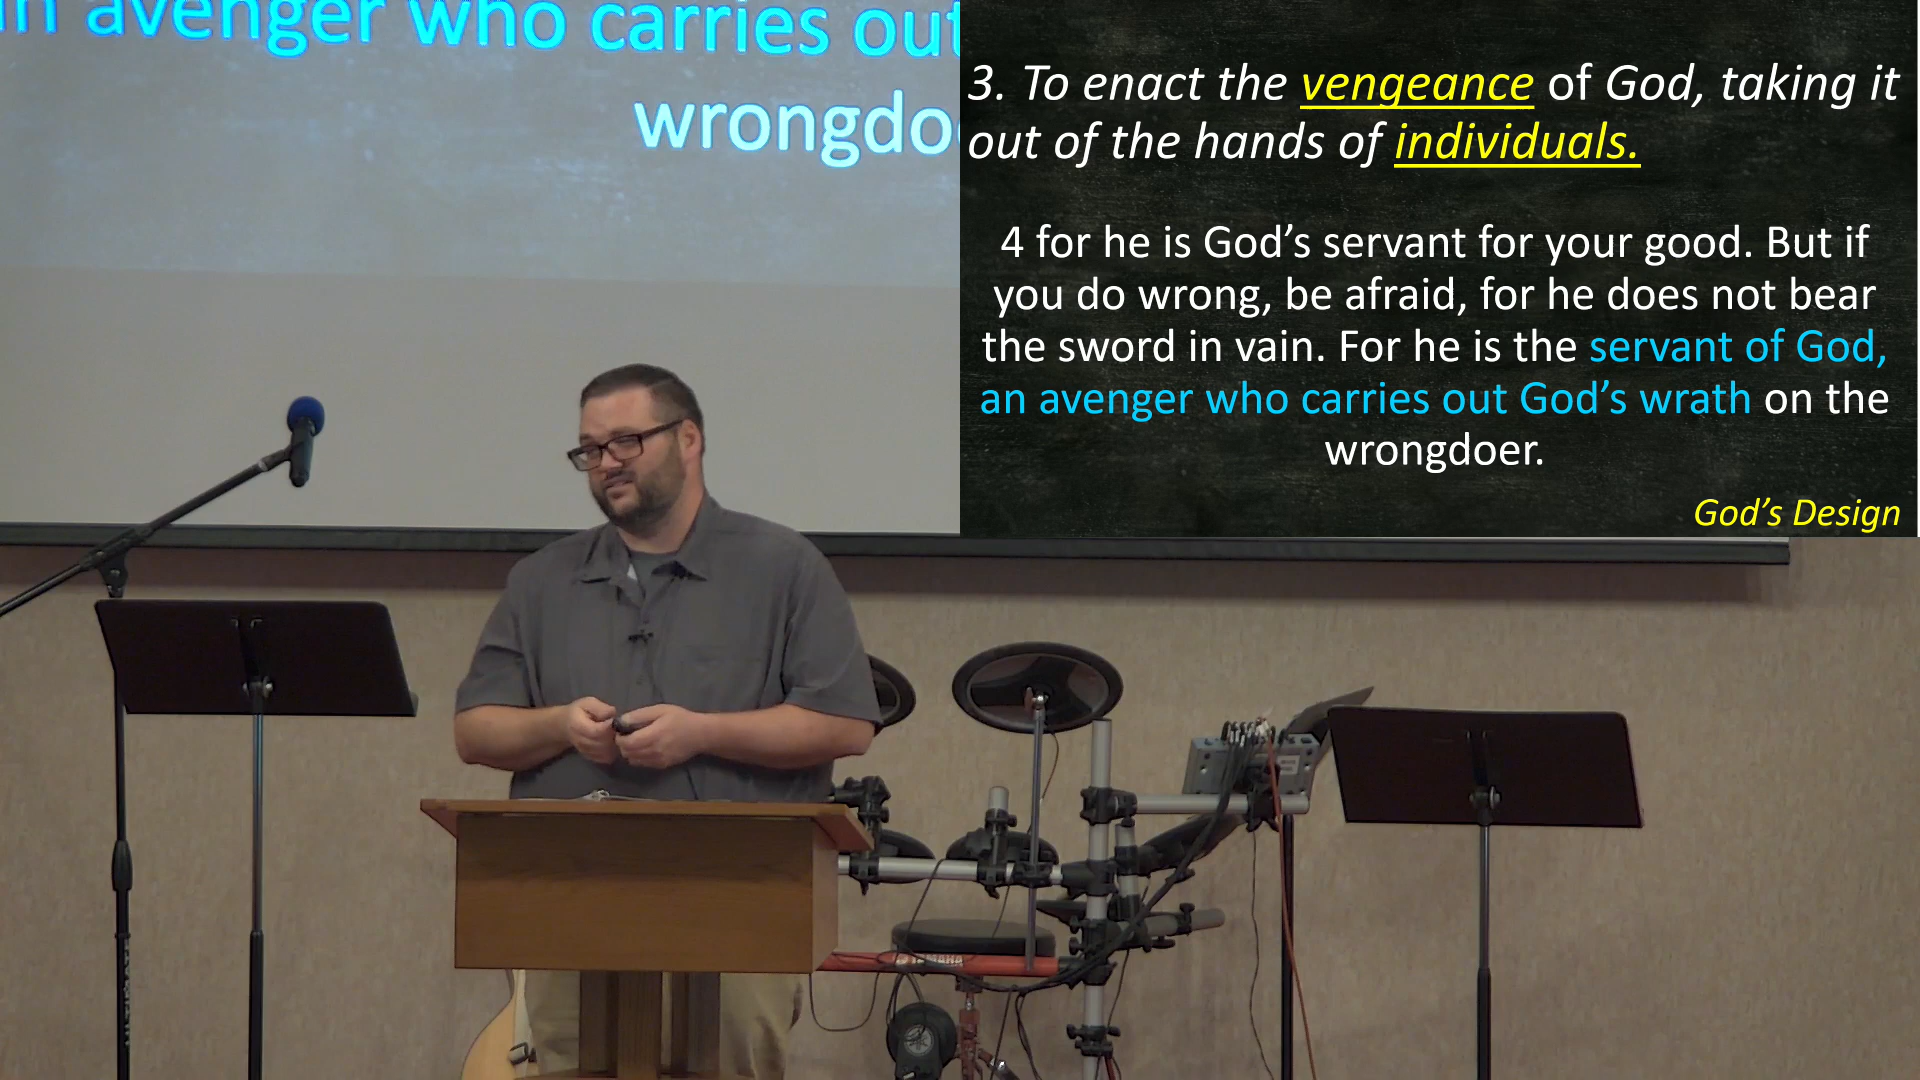 an avenger who carries out
wrongdo
3. To enact the vengeance of God, taking it
out of the hands of individuals.
4 for he is God’s servant for your good. But if
you do wrong, be afraid, for he does not bear
the sword in vain. For he is the servant of God,
an avenger who carries out God’s wrath on the
wrongdoer.
God’s Design
YAMAHA
ULTIMATE